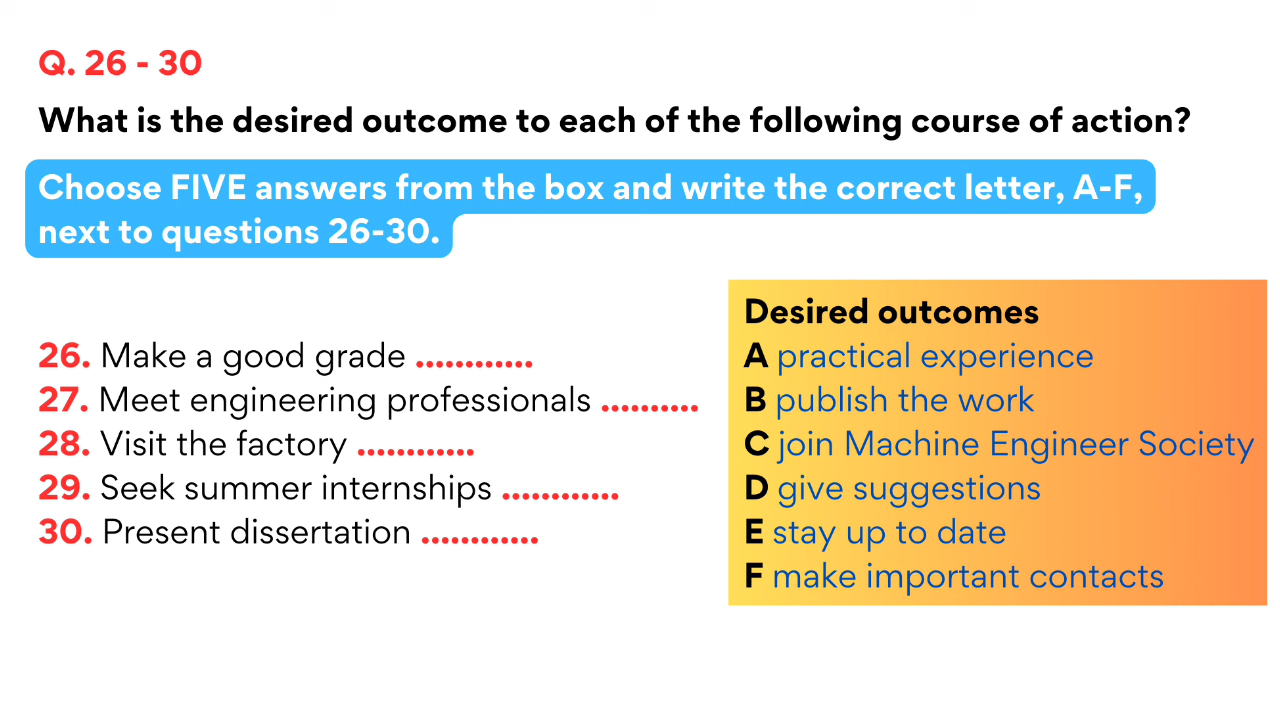 Q. 26 - 30
What is the desired outcome to each of the following course of action?
Choose FIVE answers from the box and write the correct letter, A-F,
next to questions 26-30.
26. Make a good grade ............
27. Meet engineering professionals ..........
28. Visit the factory ............
29. Seek summer internships ............
30. Present dissertation ............
Desired outcomes
A practical experience
B publish the work
C join Machine Engineer Society
D give suggestions
E stay up to date
F make important contacts